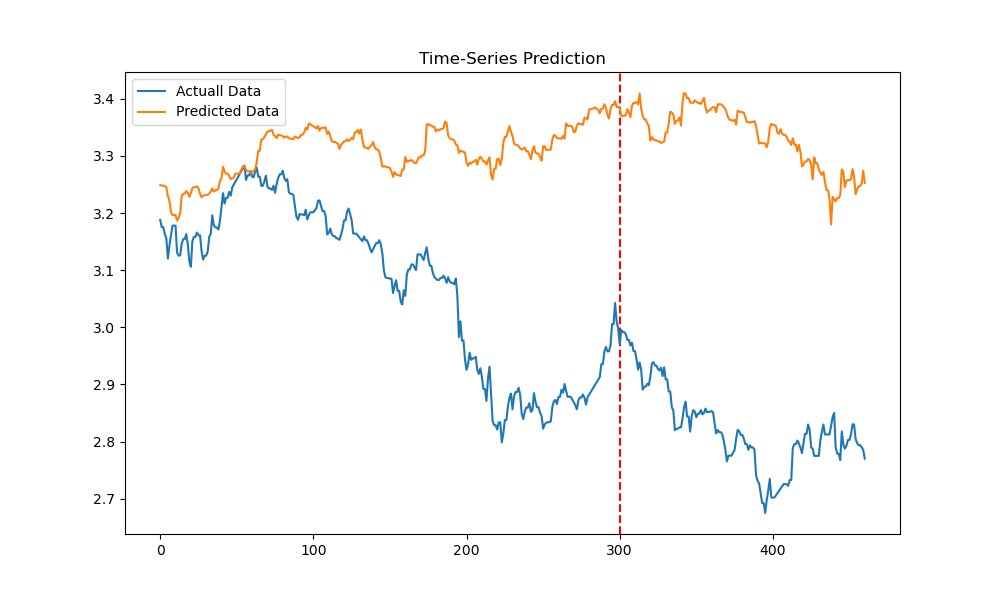 Time-Series Prediction
Actuall Data
Predicted Data
3.4
3.3
3.2
3.1
3.0
2.9
2.8
2.7
0 100 200 300 400